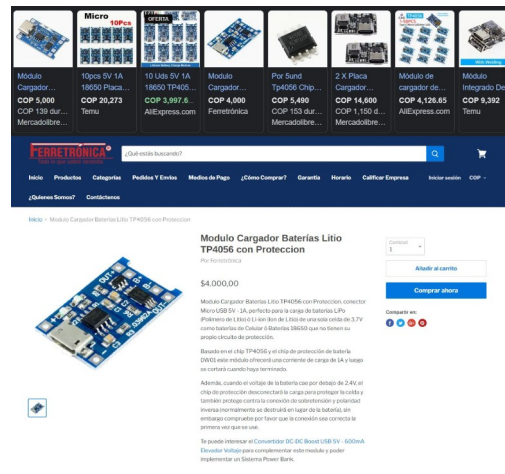 Micro
10Pcs
OFERTA
Módulo
Cargador...
COP 5,000
COP 139 dur...
Mercadolibre...
10pcs 5V 1A
18650 Placa...
COP 20,273
Temu
10 Uds 5V 1A
18650 TP405...
COP 3,997.6...
AliExpress.com
Modulo
Cargador...
COP 4,000
Ferretrónica
Por 5und
Tp4056 Chip...
COP 5,490
COP 153 dur...
Mercadolibre...
2 X Placa
Cargador...
COP 14,600
COP 1,150 d...
Mercadolibre...
Módulo de
cargador de...
COP 4,126.65
AliExpress.com
Módulo
Integrado De
COP 9,392
Temu
FERRETRÓNICA
¿Qué estás buscando?
Inicio Productos Categorías Pedidos Y Envios Medios de Pago ¿Cómo Comprar? Garantía Horario Calificar Empresa Iniciar sesión COP
¿Quienes Somos? Contáctenos
Inicio › Modulo Cargador Baterías Litio TP4056 con Proteccion
Modulo Cargador Baterías Litio
TP4056 con Proteccion
Por Ferretrónica
$4.000,00
Modulo Cargador Baterías Litio TP4056 con Proteccion, conector
Micro USB 5V - 1A, perfecto para la carga de baterías LiPo
(Polímero de Litio) ó Li-ion (Ion de Litio) de una sola celda de 3.7V
como baterías de Celular ó Baterías 18650 que no tienen su
propio circuito de protección.
Basado en el chip TP4056 y el chip de protección de batería
DW01 este módulo ofrecerá una corriente de carga de 1A y luego
se cortará cuando haya terminado.
Además, cuando el voltaje de la batería cae por debajo de 2.4V, el
chip de protección desconectará la carga para proteger la celda y
también protege contra la conexión de sobretensión y polaridad
inversa (normalmente se destruirá en lugar de la batería), sin
embargo compruebe por favor que la conexión sea correcta la
primera vez que se use.
Te puede interesar el Convertidor DC-DC Boost USB 5V - 600mA
Elevador Voltaje para complementar este modulo y poder
implementar un Sistema Power Bank.
Cantidad
1
Añadir al carrito
Comprar ahora
Compartir en:
OUT-
B-
B+
OUT+